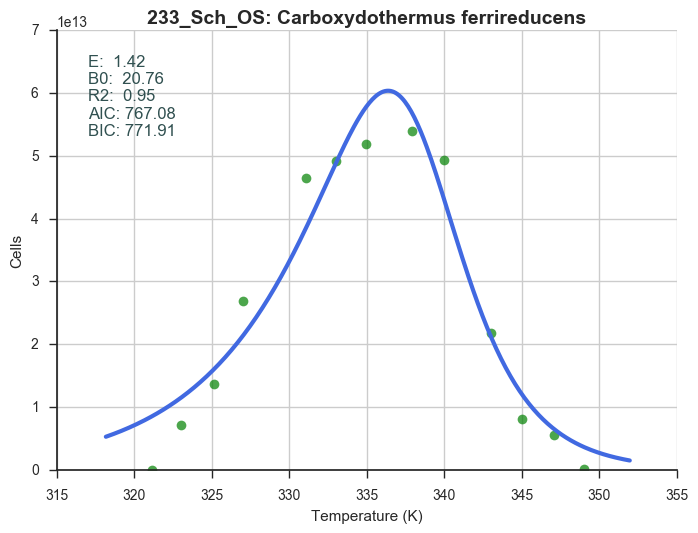 233_Sch_OS: Carboxydothermus ferrireducens
1e13
7
6
5
4
3
2
1
0
E: 1.42
B0: 20.76
R2: 0.95
AIC: 767.08
BIC: 771.91
Cells
315 320 325 330 335 340 345 350 355
Temperature (K)